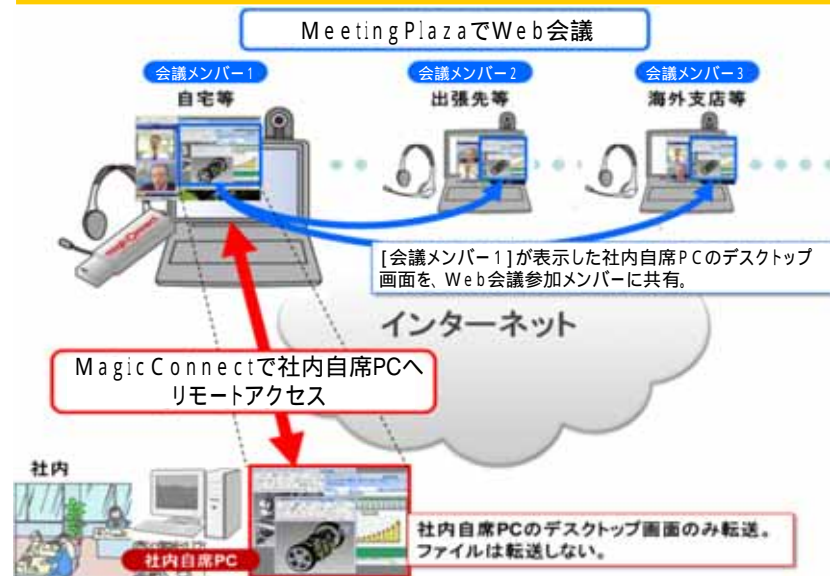 MeetingPlazaでWeb会議
会議メンバー1
会議メンバー2
会議メンバー3
自宅等
出張先等
海外支店等
magicConnect
[会議メンバー1]が表示した社内自席PCのデスクトップ
画面を、Web会議参加メンバーに共有。
インターネット
MagicConnectで社内自席PCへ
リモートアクセス
社内
社内自席PC
社内自席PCのデスクトップ画面のみ転送。
ファイルは転送しない。